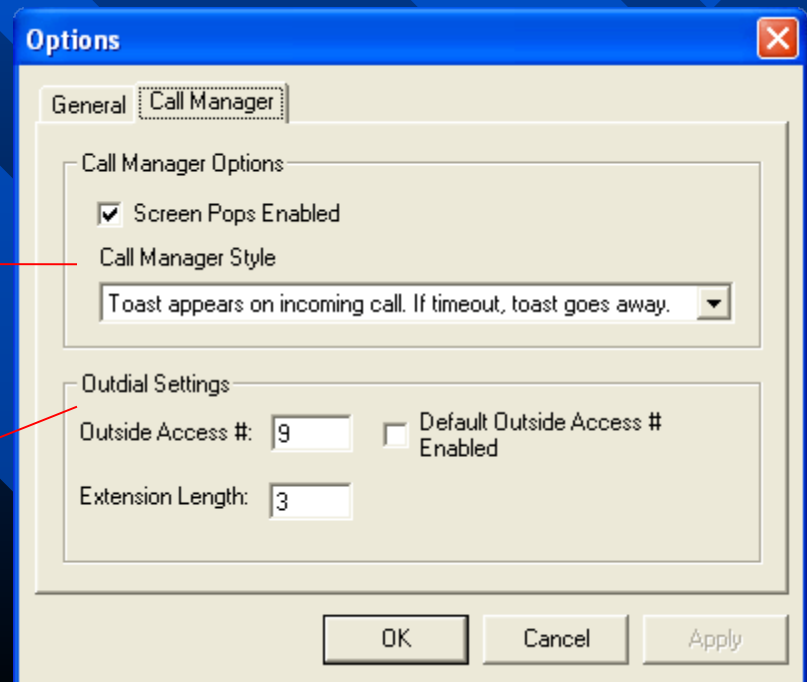 Options
General Call Manager
Call Manager Options
Screen Pops Enabled
Call Manager Style
Toast appears on incoming call. If timeout, toast goes away.
Outdial Settings
Outside Access #: 9 Default Outside Access #
Enabled
Extension Length: 3
OK Cancel Apply